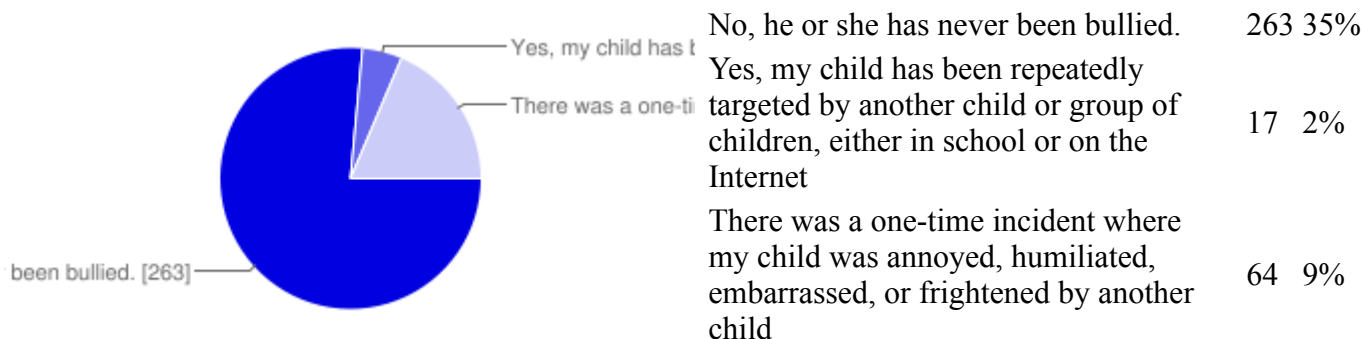 Yes, my child has b
There was a one-ti
been bullied. [263]
No, he or she has never been bullied. 263 35%
Yes, my child has been repeatedly
targeted by another child or group of
children, either in school or on the
Internet
17 2%
There was a one-time incident where
my child was annoyed, humiliated,
embarrassed, or frightened by another
child
64 9%